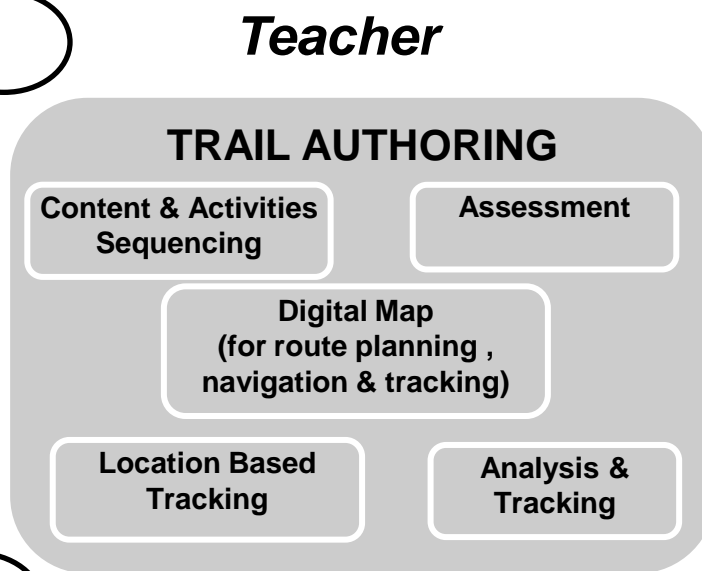 Teacher
TRAIL AUTHORING
Content & Activities
Sequencing
Assessment
Digital Map
(for route planning ,
navigation & tracking)
Location Based
Tracking
Analysis &
Tracking